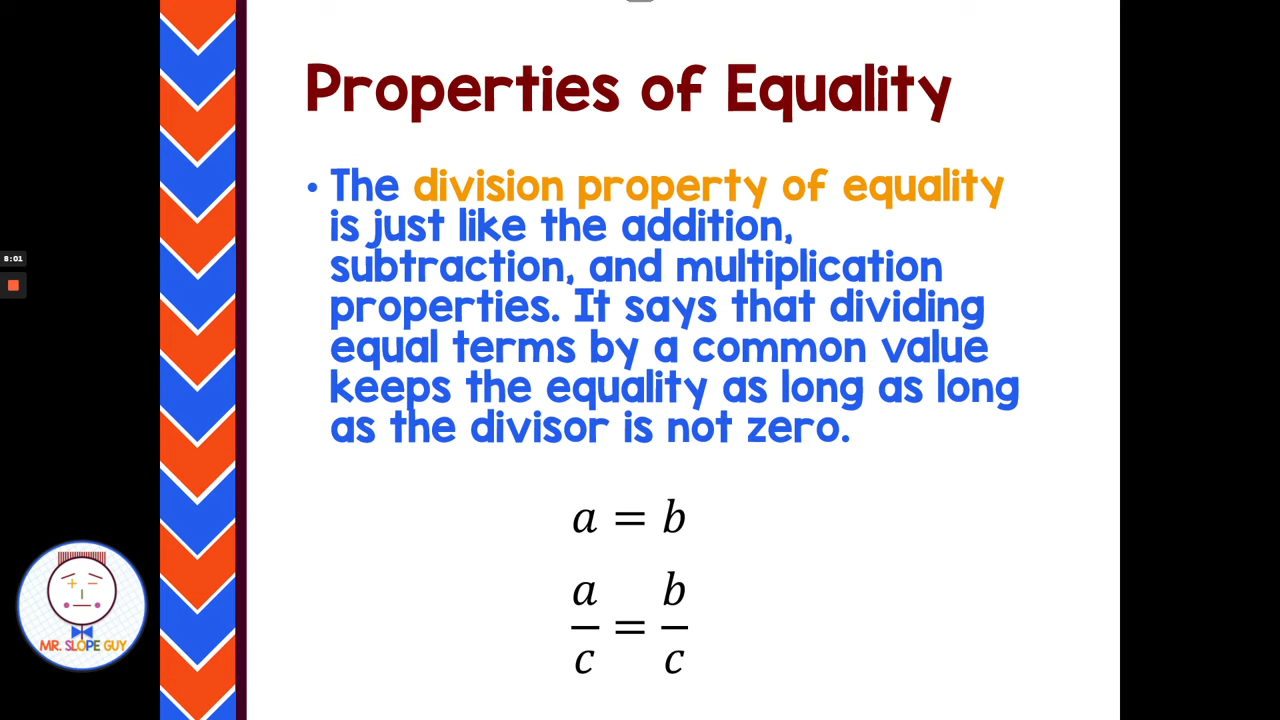 Properties of Equality
• The division property of equality
is just like the addition,
subtraction, and multiplication
properties. It says that dividing
equal terms by a common value
keeps the equality as long as long
as the divisor is not zero.
8:01
a = b
a/c = b/c
MR. SLOPE GUY